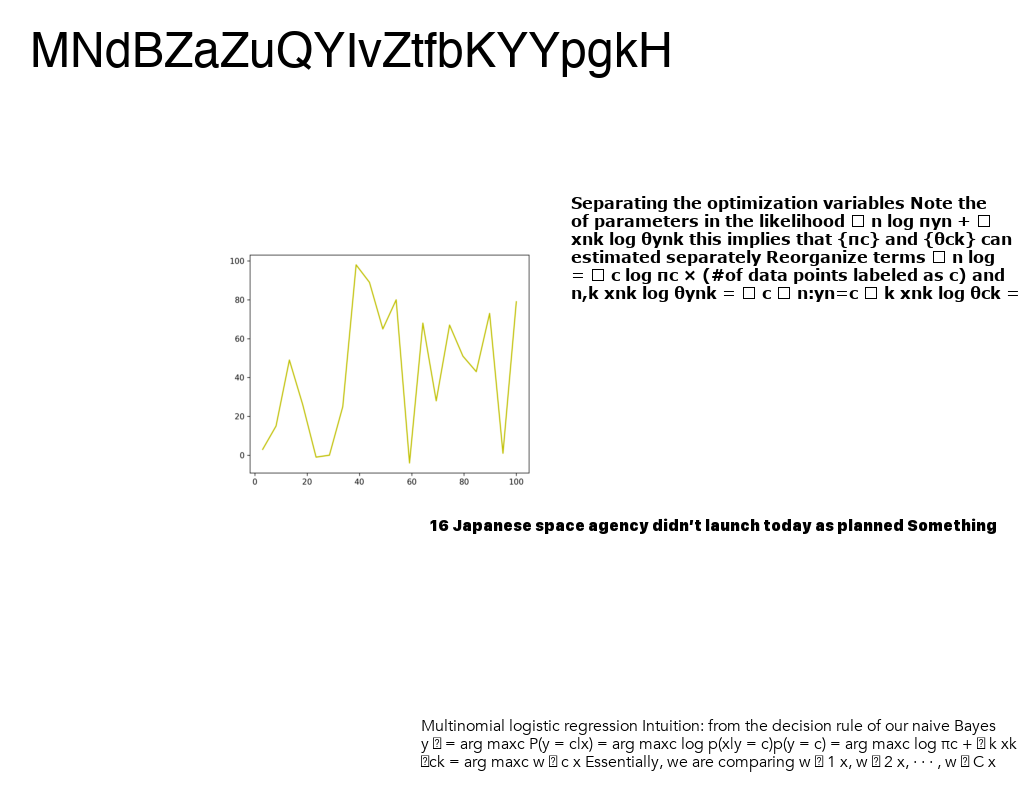 MNdBZaZuQYIvZtfbKYYpgkH
Separating the optimization variables Note the
of parameters in the likelihood □ n log πyn + □
xnk log θynk this implies that {πc} and {θck} can
estimated separately Reorganize terms □ n log
= □ c log πc × (#of data points labeled as c) and
n,k xnk log θynk = □ c □ n:yn=c □ k xnk log θck =
100
80
60
40
20
0
0 20 40 60 80 100
16 Japanese space agency didn't launch today as planned Something
Multinomial logistic regression Intuition: from the decision rule of our naive Bayes
y □ = arg maxc P(y = c|x) = arg maxc log p(x|y = c)p(y = c) = arg maxc log πc + □ k xk
□ck = arg maxc w □ c x Essentially, we are comparing w □ 1 x, w □ 2 x, · · · , w □ C x